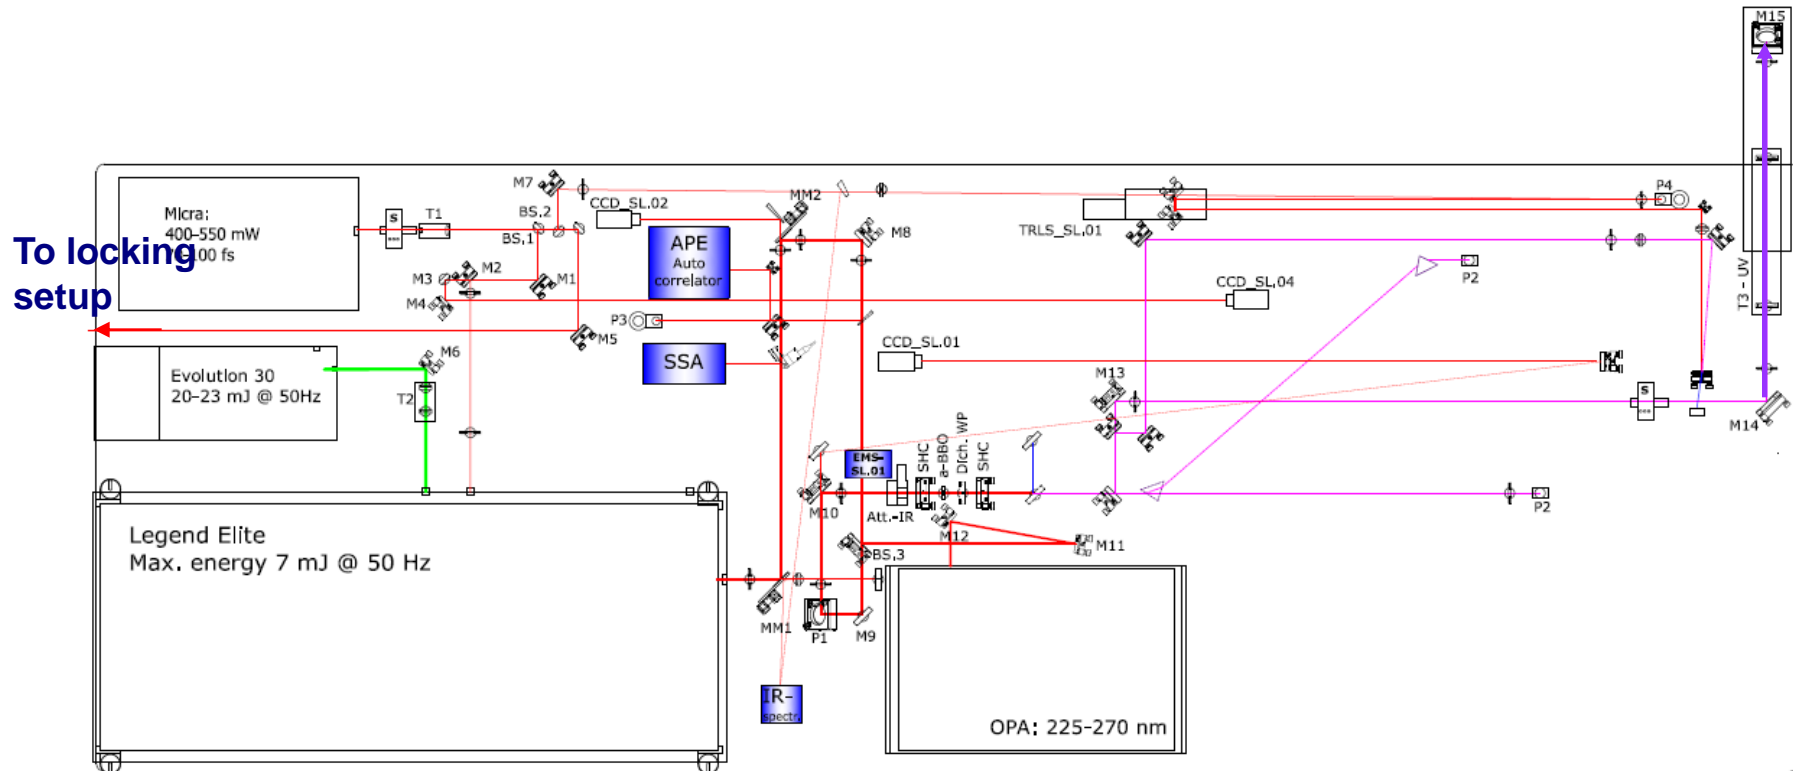 M15
M7
MM2
P4
Micra:
400-550 mW
100 fs
S
T1
BS.2
CCD_SL.02
BS.1
APE
Auto
correlator
M8
TRLS_SL.01
To locking
setup
M3
M2
M1
M4
CCD_SL.04
P2
T3 - UV
P3
M5
M6
SSA
CCD_SL.01
Evolution 30
20-23 mJ @ 50Hz
T2
M13
S
M14
EMS-
SL.01
SHC
a-BBO
Dich. WP
SHC
M10
Att.-IR
P2
M12
M11
BS.3
Legend Elite
Max. energy 7 mJ @ 50 Hz
MM1
P1
M9
IR-
spectr.
OPA: 225-270 nm